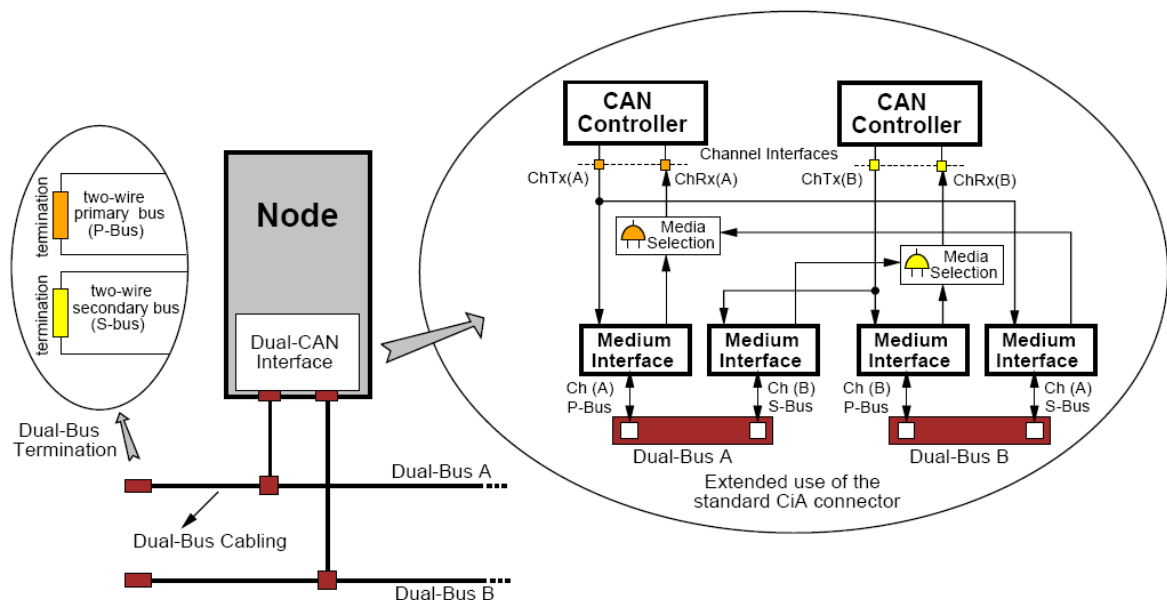 termination
two-wire
primary bus
(P-Bus)
termination
two-wire
secondary bus
(S-bus)
Dual-Bus
Termination
Node
Dual-CAN
Interface
Dual-Bus A
Dual-Bus Cabling
Dual-Bus B
CAN
Controller
CAN
Controller
Channel Interfaces
ChTx(A)
ChRx(A)
ChTx(B)
ChRx(B)
Media
Selection
Media
Selection
Medium
Interface
Medium
Interface
Medium
Interface
Medium
Interface
Ch (A)
P-Bus
Ch (B)
S-Bus
Ch (B)
P-Bus
Ch (A)
S-Bus
Dual-Bus A
Dual-Bus B
Extended use of the
standard CiA connector